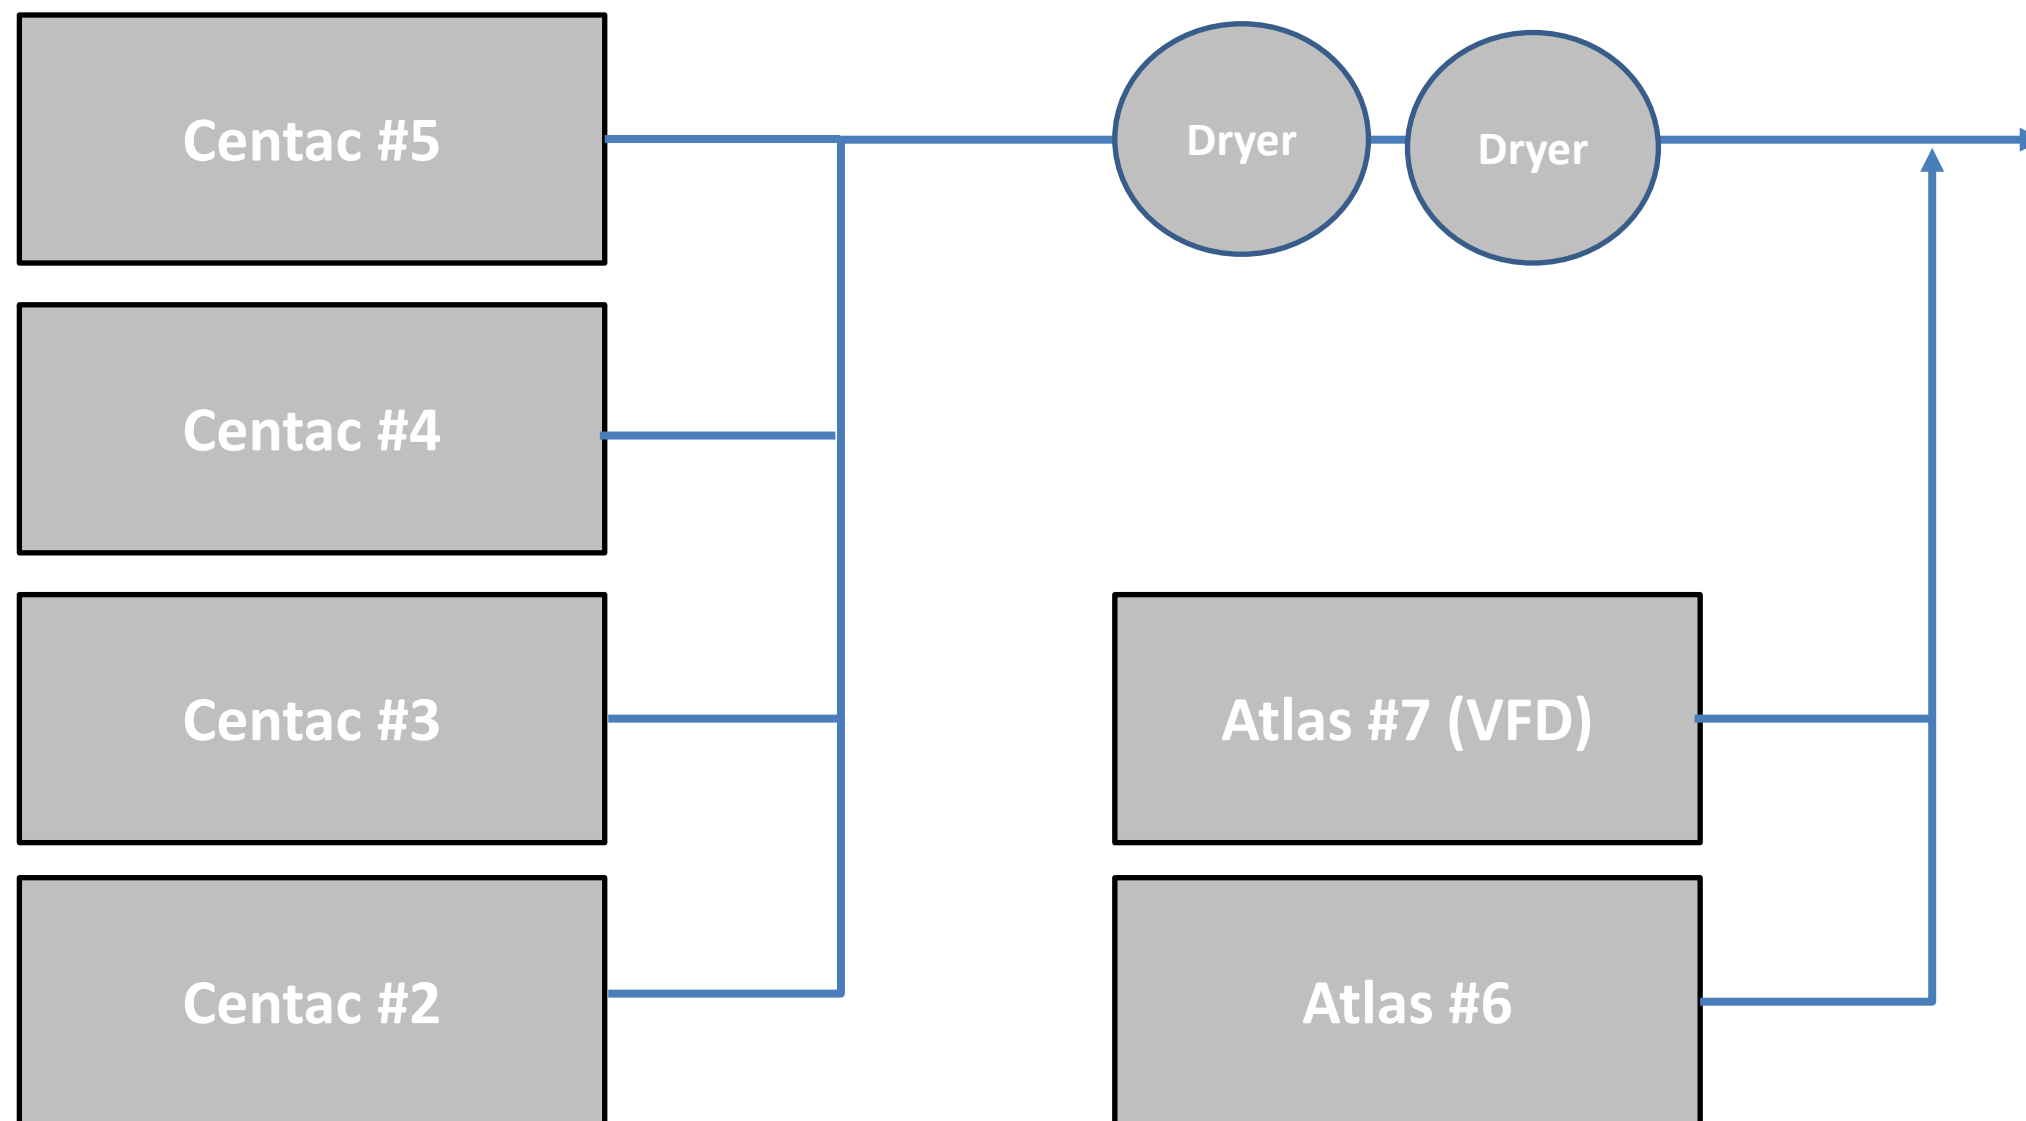 Centac #5
Dryer
Dryer
Centac #4
Centac #3
Atlas #7 (VFD)
Centac #2
Atlas #6